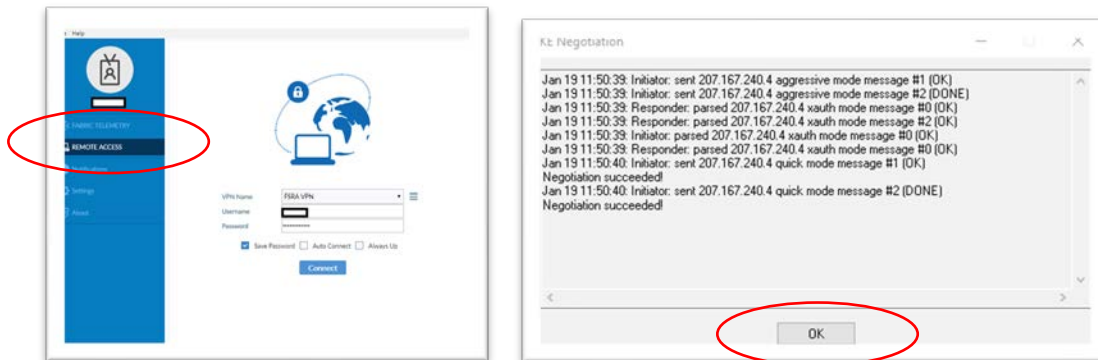 Help
FABRIC TELEMETRY
REMOTE ACCESS
Notifications
Settings
About
VPN Name FSRA VPN
Username
Password ••••••••••
Save Password Auto Connect Always Up
Connect
KE Negotiation
Jan 19 11:50:39: Initiator: sent 207.167.240.4 aggressive mode message #1 (OK)
Jan 19 11:50:39: Initiator: sent 207.167.240.4 aggressive mode message #2 (DONE)
Jan 19 11:50:39: Responder: parsed 207.167.240.4 xauth mode message #0 (OK)
Jan 19 11:50:39: Responder: parsed 207.167.240.4 xauth mode message #2 (OK)
Jan 19 11:50:39: Initiator: parsed 207.167.240.4 xauth mode message #0 (OK)
Jan 19 11:50:39: Responder: parsed 207.167.240.4 xauth mode message #0 (OK)
Jan 19 11:50:40: Initiator: sent 207.167.240.4 quick mode message #1 (OK)
Negotiation succeeded!
Jan 19 11:50:40: Initiator: sent 207.167.240.4 quick mode message #2 (DONE)
Negotiation succeeded!
OK